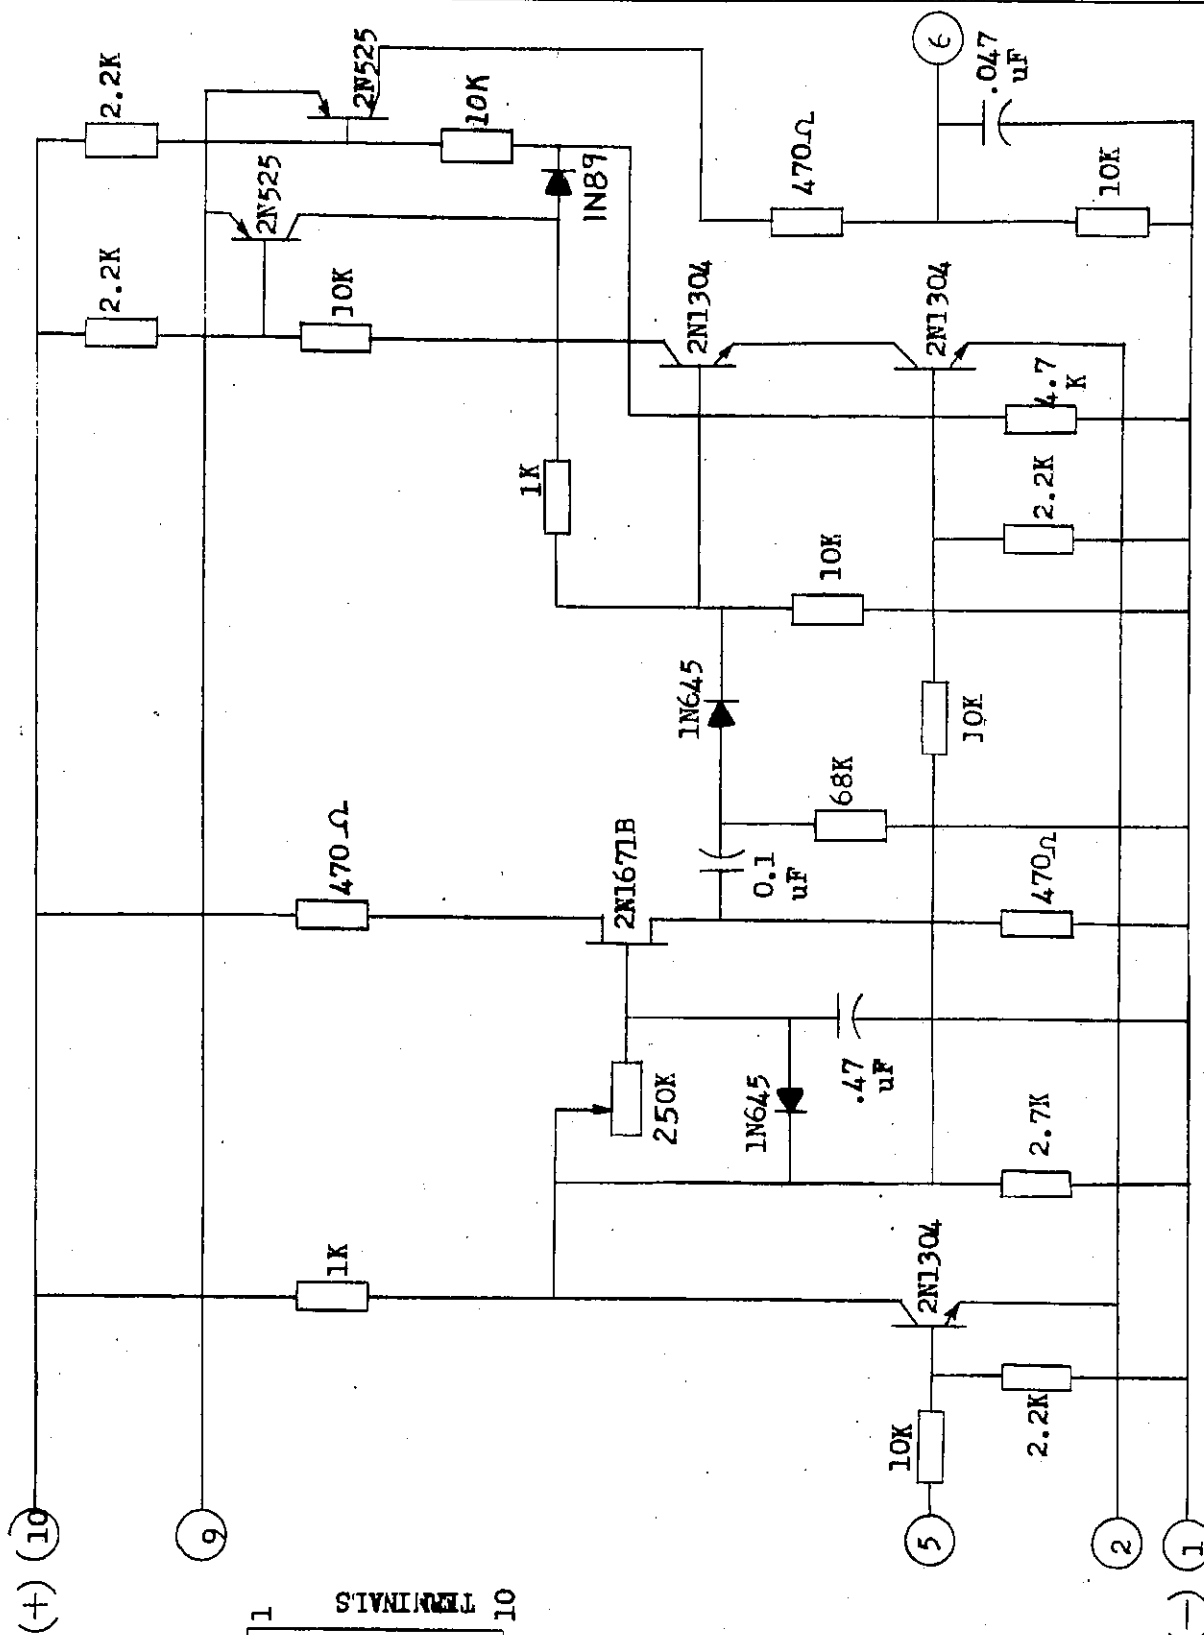 (+) 10
9
5
2
(-) 1
1
TERMINALS
10
1K
10K
2.2K
2N1304
2.7K
250K
1N645
.47
uF
470Ω
2N1671B
0.1
uF
470Ω
68K
1N645
10K
10K
1K
2.2K
4.7
K
2.2K
10K
2N1304
2N1304
2N525
1N89
2.2K
10K
2N525
470Ω
10K
6
.047
uF